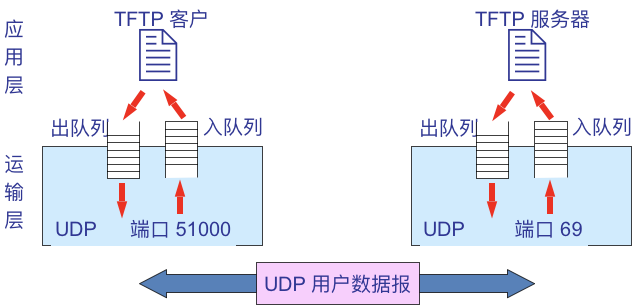 TFTP 客户
TFTP 服务器
应用层
出队列
入队列
出队列
入队列
运输层
UDP
端口 51000
UDP
端口 69
UDP 用户数据报